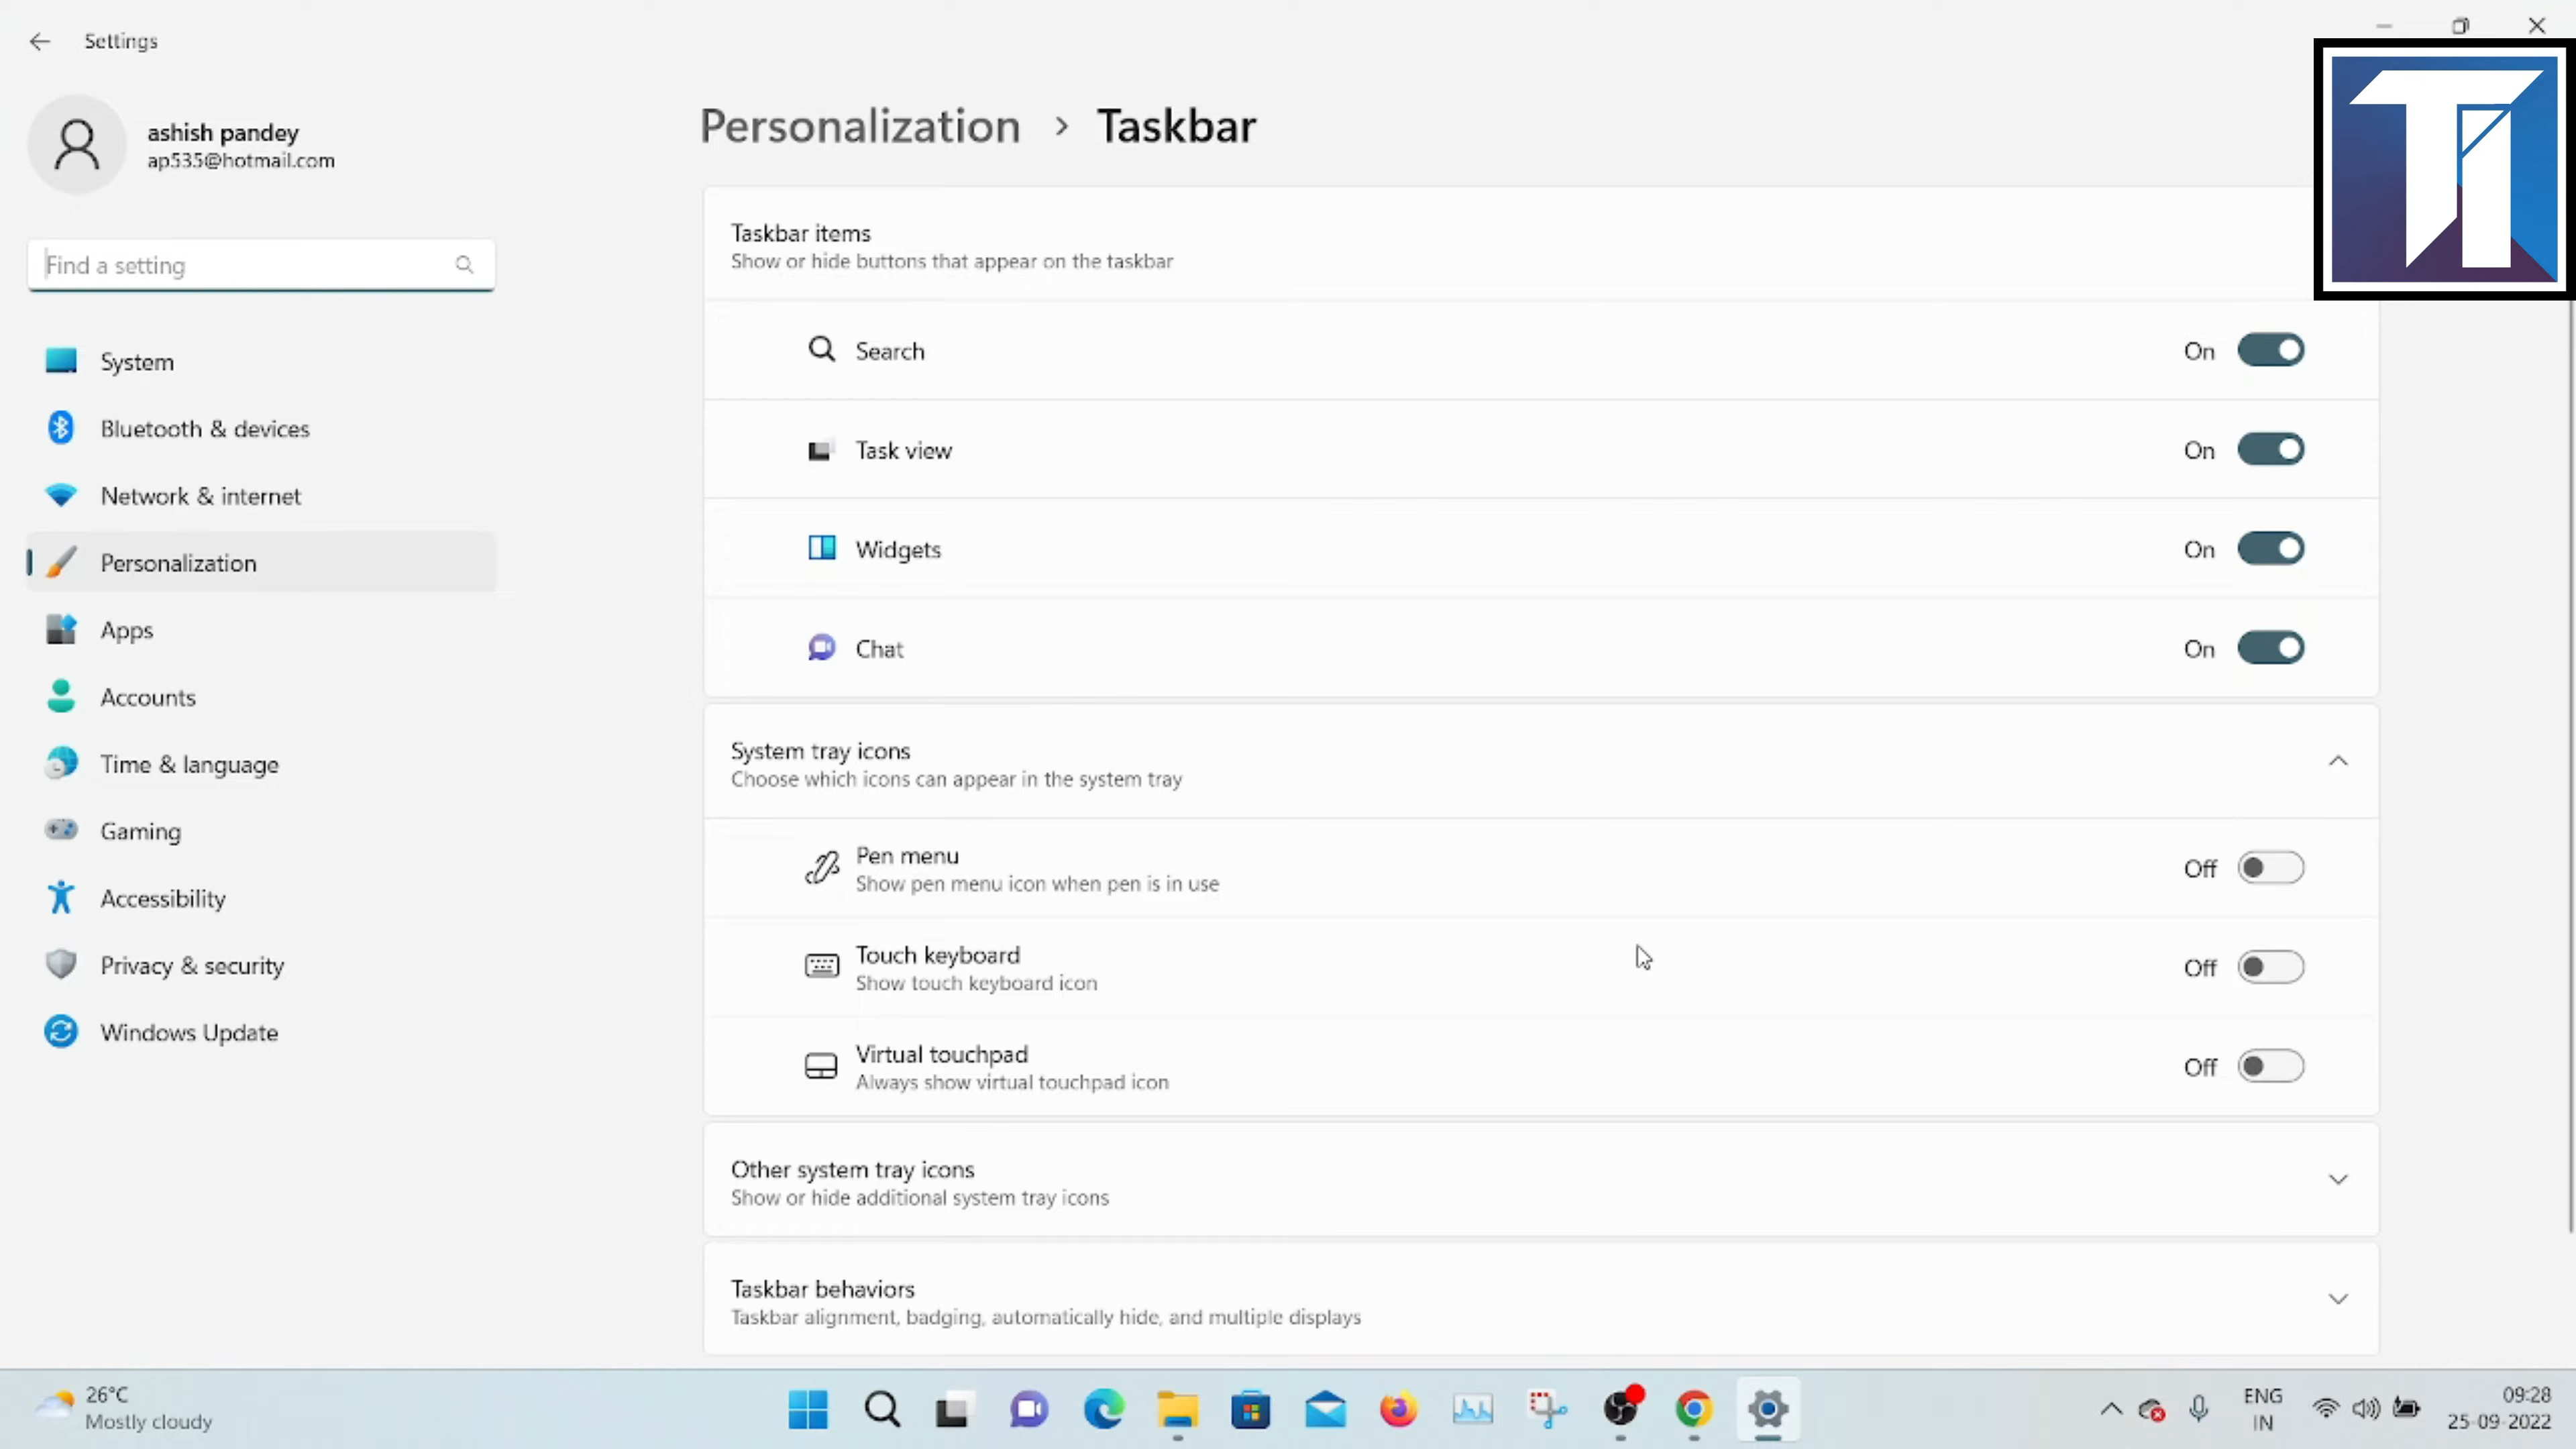 Settings
ashish pandey
ap535@hotmail.com
Find a setting
System
Bluetooth & devices
Network & internet
Personalization
Apps
Accounts
Time & language
Gaming
Accessibility
Privacy & security
Windows Update
Personalization > Taskbar
Taskbar items
Show or hide buttons that appear on the taskbar
Search On
Task view On
Widgets On
Chat On
System tray icons
Choose which icons can appear in the system tray
Pen menu
Show pen menu icon when pen is in use
Off
Touch keyboard
Show touch keyboard icon
Off
Virtual touchpad
Always show virtual touchpad icon
Off
Other system tray icons
Show or hide additional system tray icons
Taskbar behaviors
Taskbar alignment, badging, automatically hide, and multiple displays
TI
26°C
Mostly cloudy
ENG
IN
09:28
25-09-2022